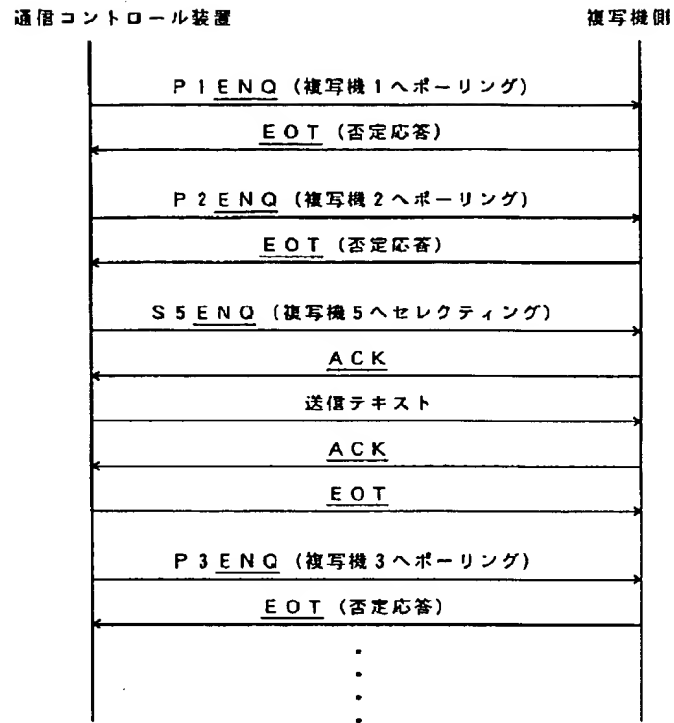 通信コントロール装置 複写機側
P1ENQ (複写機1へポーリング)
EOT (否定応答)
P2ENQ (複写機2へポーリング)
EOT (否定応答)
S5ENQ (複写機5へセレクティング)
ACK
送信テキスト
ACK
EOT
P3ENQ (複写機3へポーリング)
EOT (否定応答)